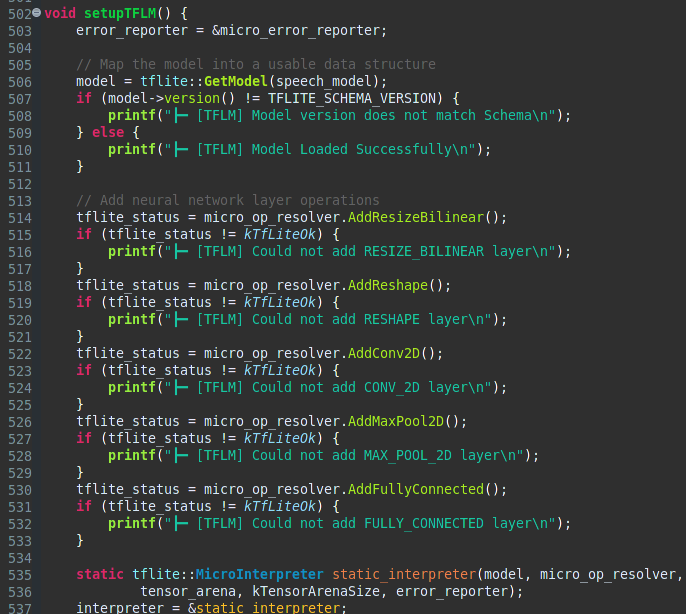 502 void setupTFLM() {
503     error_reporter = &micro_error_reporter;
504
505     // Map the model into a usable data structure
506     model = tflite::GetModel(speech_model);
507     if (model->version() != TFLITE_SCHEMA_VERSION) {
508         printf("├─ [TFLM] Model version does not match Schema\n");
509     } else {
510         printf("├─ [TFLM] Model Loaded Successfully\n");
511     }
512
513     // Add neural network layer operations
514     tflite_status = micro_op_resolver.AddResizeBilinear();
515     if (tflite_status != kTfLiteOk) {
516         printf("├─ [TFLM] Could not add RESIZE_BILINEAR layer\n");
517     }
518     tflite_status = micro_op_resolver.AddReshape();
519     if (tflite_status != kTfLiteOk) {
520         printf("├─ [TFLM] Could not add RESHAPE layer\n");
521     }
522     tflite_status = micro_op_resolver.AddConv2D();
523     if (tflite_status != kTfLiteOk) {
524         printf("├─ [TFLM] Could not add CONV_2D layer\n");
525     }
526     tflite_status = micro_op_resolver.AddMaxPool2D();
527     if (tflite_status != kTfLiteOk) {
528         printf("├─ [TFLM] Could not add MAX_POOL_2D layer\n");
529     }
530     tflite_status = micro_op_resolver.AddFullyConnected();
531     if (tflite_status != kTfLiteOk) {
532         printf("├─ [TFLM] Could not add FULLY_CONNECTED layer\n");
533     }
534
535     static tflite::MicroInterpreter static_interpreter(model, micro_op_resolver,
536             tensor_arena, kTensorArenaSize, error_reporter);
537     interpreter = &static_interpreter;